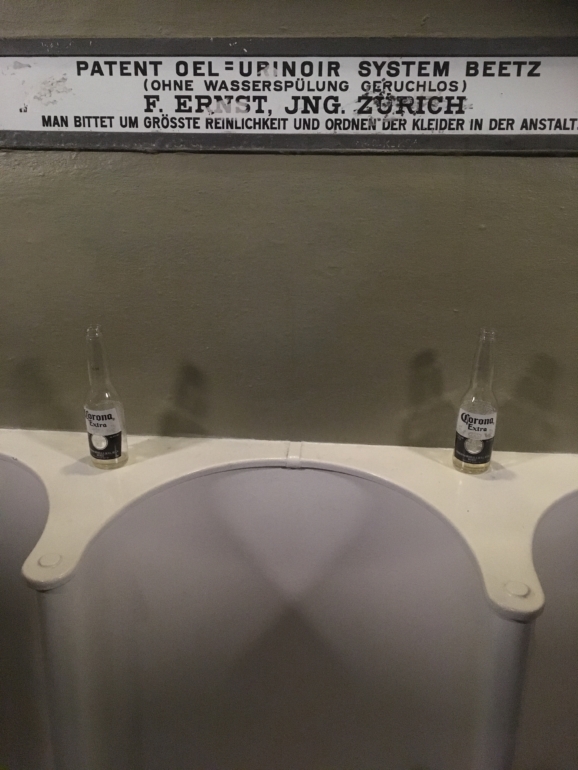 PATENT OEL=URINOIR SYSTEM BEETZ
(OHNE WASSERSPÜLUNG GERUCHLOS)
F. ERNST, JNG. ZÜRICH
MAN BITTET UM GRÖSSTE REINLICHKEIT UND ORDNEN DER KLEIDER IN DER ANSTALT.
Corona
Extra
Corona
Extra